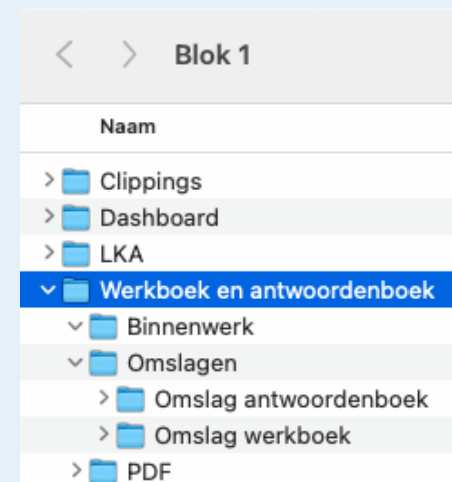 Blok 1
Naam
Clippings
Dashboard
LKA
Werkboek en antwoordenboek
Binnenwerk
Omslagen
Omslag antwoordenboek
Omslag werkboek
PDF